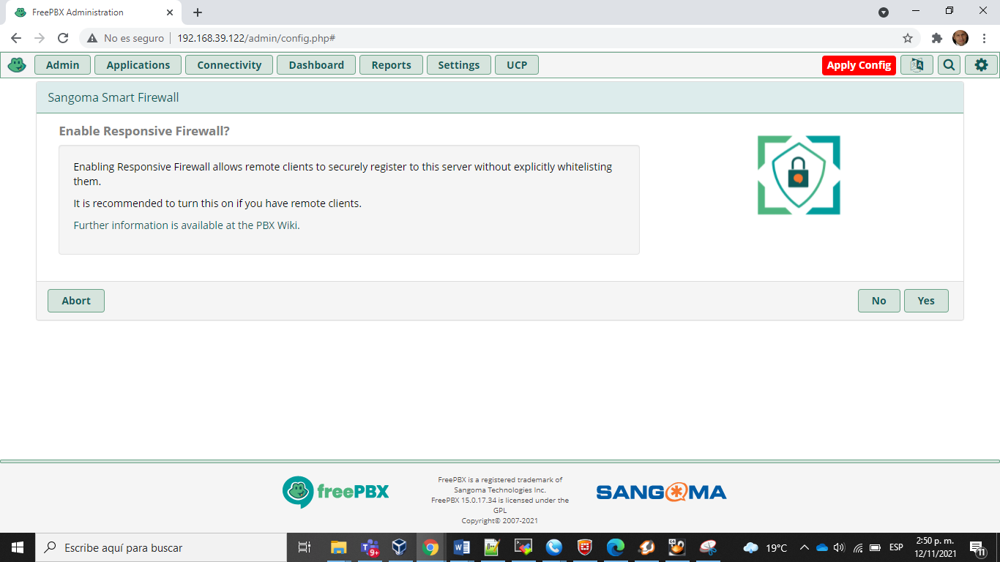 FreePBX Administration
No es seguro
192.168.39.122/admin/config.php#
Admin
Applications
Connectivity
Dashboard
Reports
Settings
UCP
Apply Config
Sangoma Smart Firewall
Enable Responsive Firewall?
Enabling Responsive Firewall allows remote clients to securely register to this server without explicitly whitelisting
them.
It is recommended to turn this on if you have remote clients.
Further information is available at the PBX Wiki.
Abort
No
Yes
freePBX
FreePBX is a registered trademark of
Sangoma Technologies Inc.
FreePBX 15.0.17.34 is licensed under the
GPL
Copyright© 2007-2021
SANGOMA
Escribe aquí para buscar
9+
19°C
ESP
2:50 p. m.
12/11/2021
11